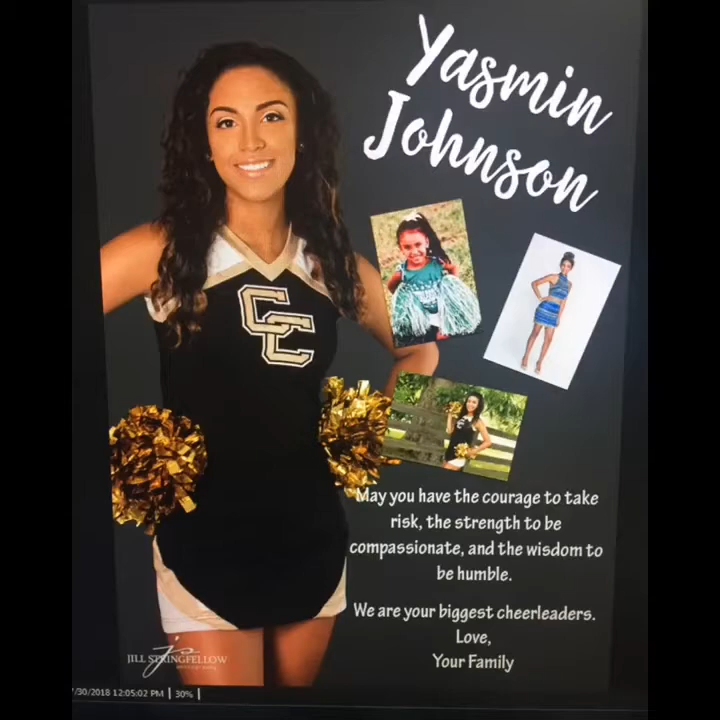 Yasmin
Johnson
CC
May you have the courage to take
risk, the strength to be
compassionate, and the wisdom to
be humble.
We are your biggest cheerleaders.
Love,
Your Family
JILL STRINGFELLOW
/30/2018 12:05:02 PM | 30% |